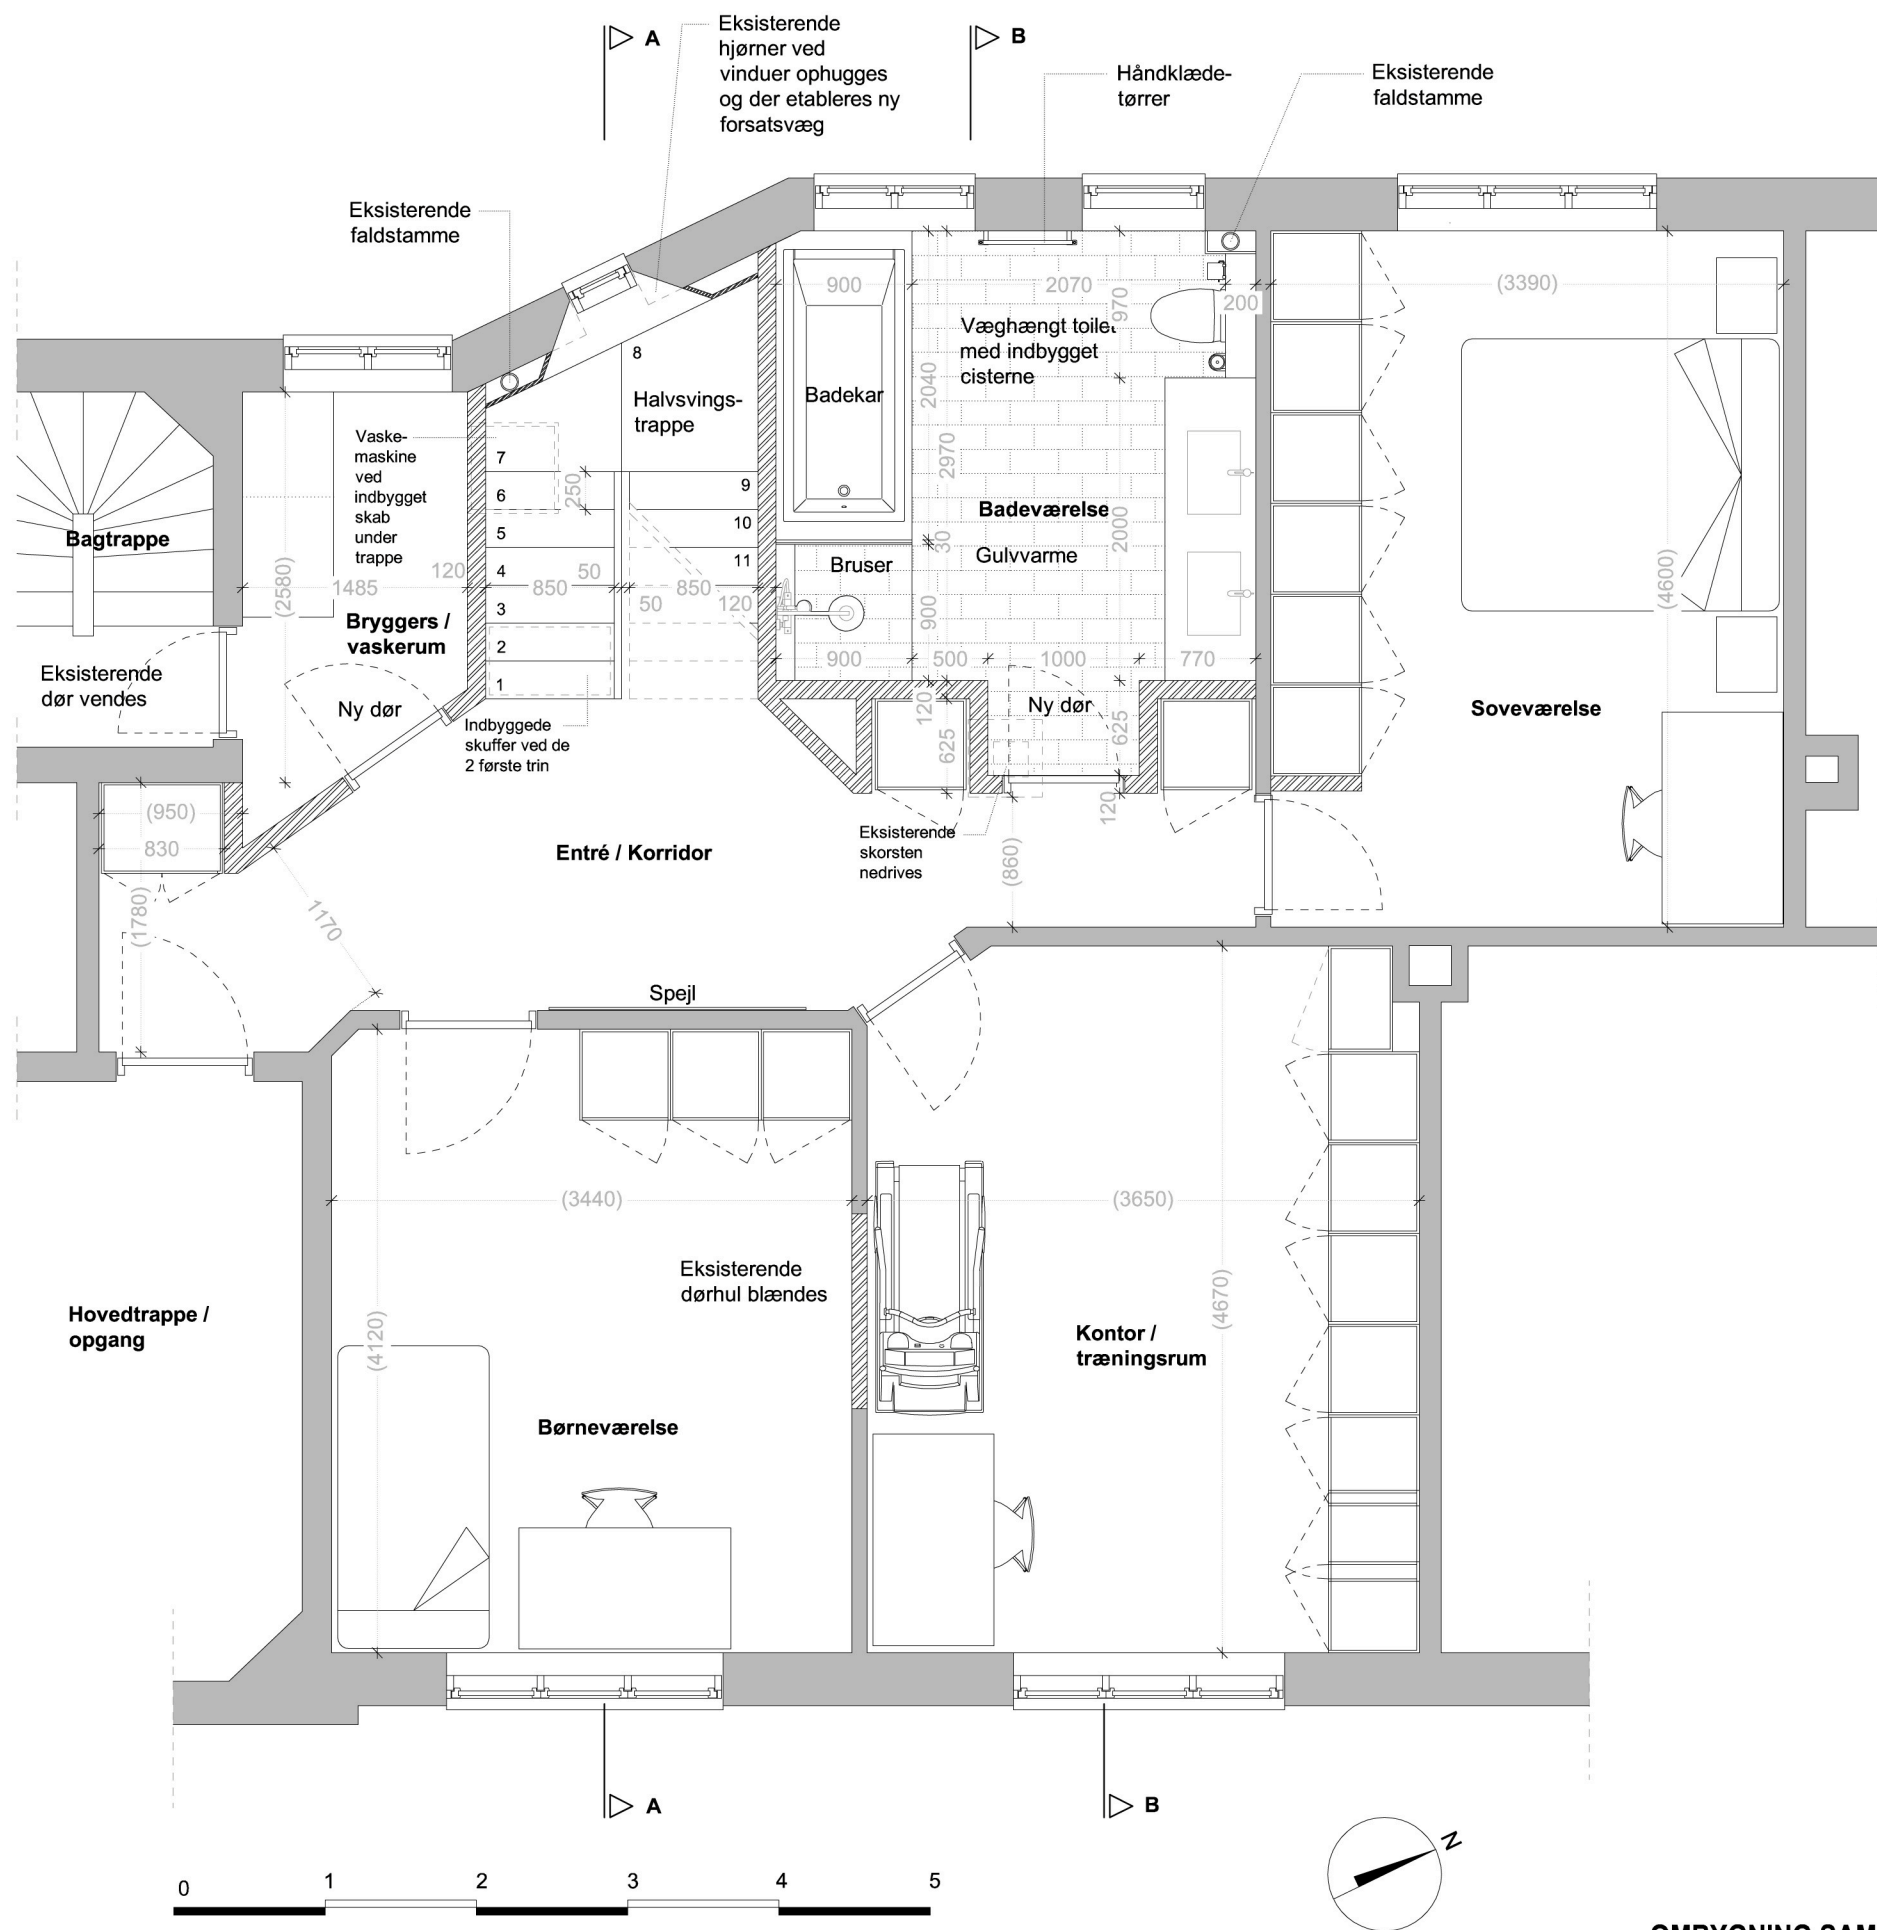 A
Eksisterende
hjørner ved
vinduer ophugges
og der etableres ny
forsatsvæg
B
Håndklæde-
tørrer
Eksisterende
faldstamme
Eksisterende
faldstamme
900
2070
970
200
(3390)
Væghængt toilet
med indbygget
cisterne
8
Halvsvings-
trappe
Badekar
2040
2970
Vaske-
maskine
ved
indbygget
skab
under
trappe
7
6
5
4
3
2
1
250
9
10
11
Badeværelse
2000
30
Gulvvarme
Bruser
Bagtrappe
(2580)
1485
120
850
50
50
850
120
900
(4600)
Bryggers /
vaskerum
900
500
1000
770
Eksisterende
dør vendes
Ny dør
Indbyggede
skuffer ved de
2 første trin
120
625
Ny dør
625
120
Soveværelse
(950)
830
Entré / Korridor
Eksisterende
skorsten
nedrives
(860)
(1780)
1170
Spejl
(3440)
(3650)
Eksisterende
dørhul blændes
(4120)
(4670)
Hovedtrappe /
opgang
Kontor /
træningsrum
Børneværelse
A
B
N
0 1 2 3 4 5